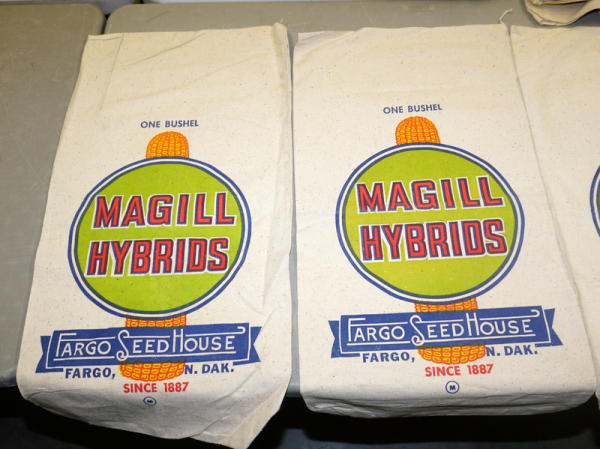 ONE BUSHEL
MAGILL
HYBRIDS
FARGO SEED HOUSE
FARGO, N. DAK.
SINCE 1887
M
ONE BUSHEL
MAGILL
HYBRIDS
FARGO SEED HOUSE
FARGO, N. DAK.
SINCE 1887
M